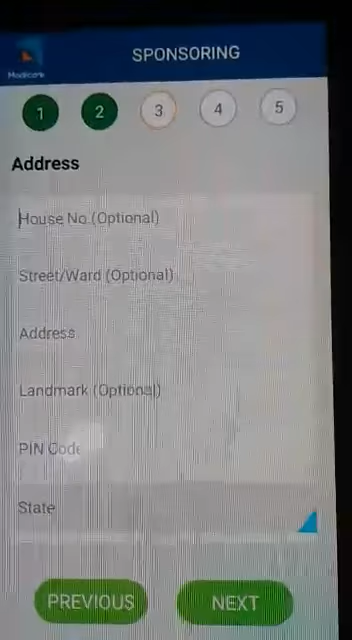 SPONSORING
Modicare
1 2 3 4 5
Address
House No.(Optional)
Street/Ward (Optional)
Address
Landmark (Optional)
PIN Code
State
PREVIOUS NEXT